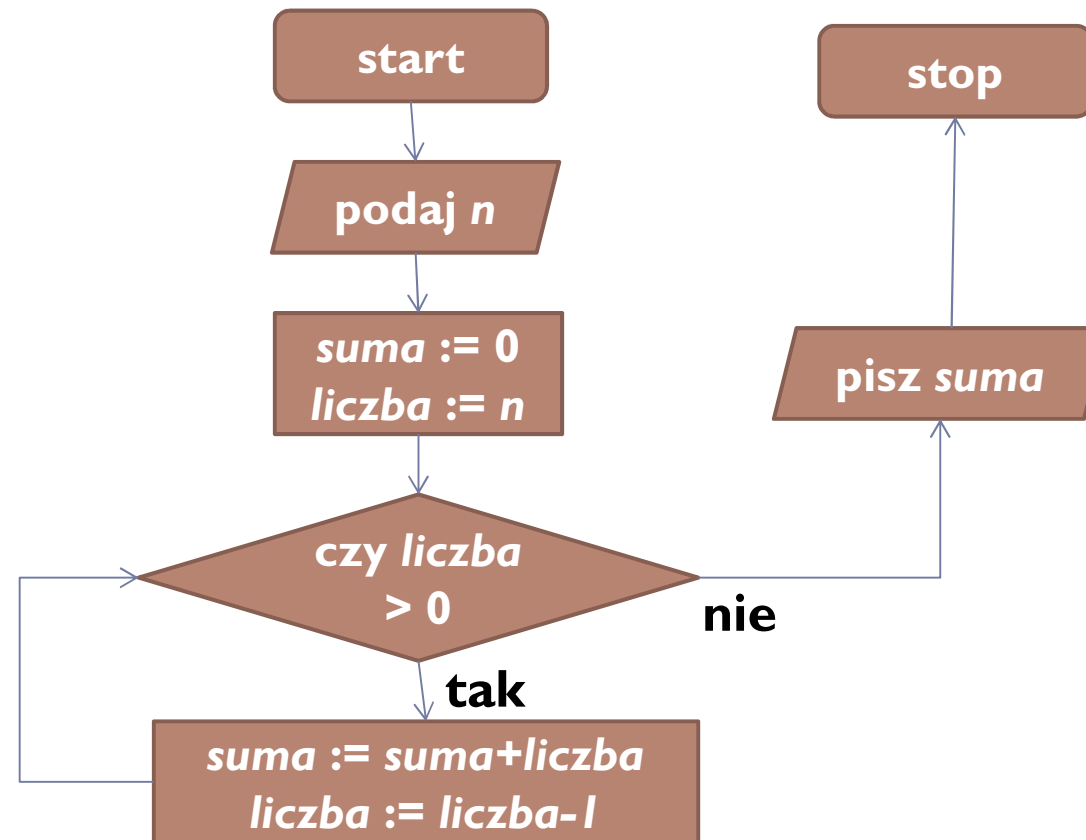 start
podaj n
suma := 0
liczba := n
czy liczba
> 0
tak
suma := suma+liczba
liczba := liczba-1
nie
pisz suma
stop